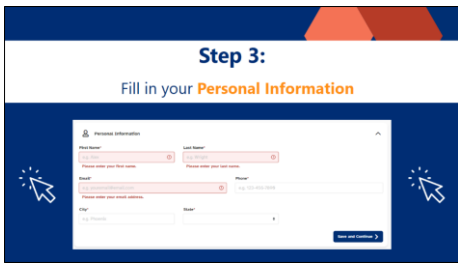 Step 3:
Fill in your Personal Information
Personal Information
First Name*
Last Name*
e.g. Wright
Please enter your first name.
Please enter your last name.
Email*
Phone*
Please enter your email address.
City*
State*
Save and Continue